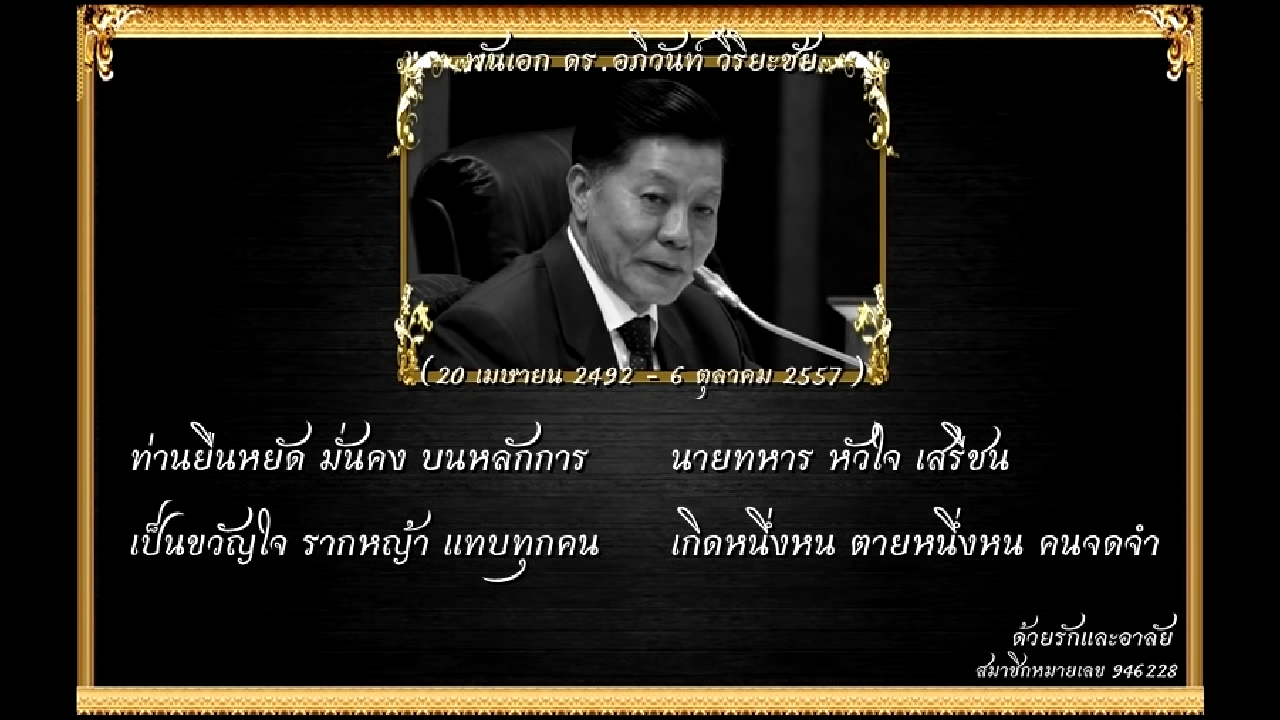 พันเอก ดร.อภิวันท์ วิริยะชัย
(20 เมษายน 2492 - 6 ตุลาคม 2557)
ท่านยืนหยัด มั่นคง บนหลักการ นายทหาร หัวใจ เสรีชน
เป็นขวัญใจ รากหญ้า แทบทุกคน เกิดหนึ่งหน ตายหนึ่งหน คนจดจำ
ด้วยรักและอาลัย
สมาชิกหมายเลข 946228